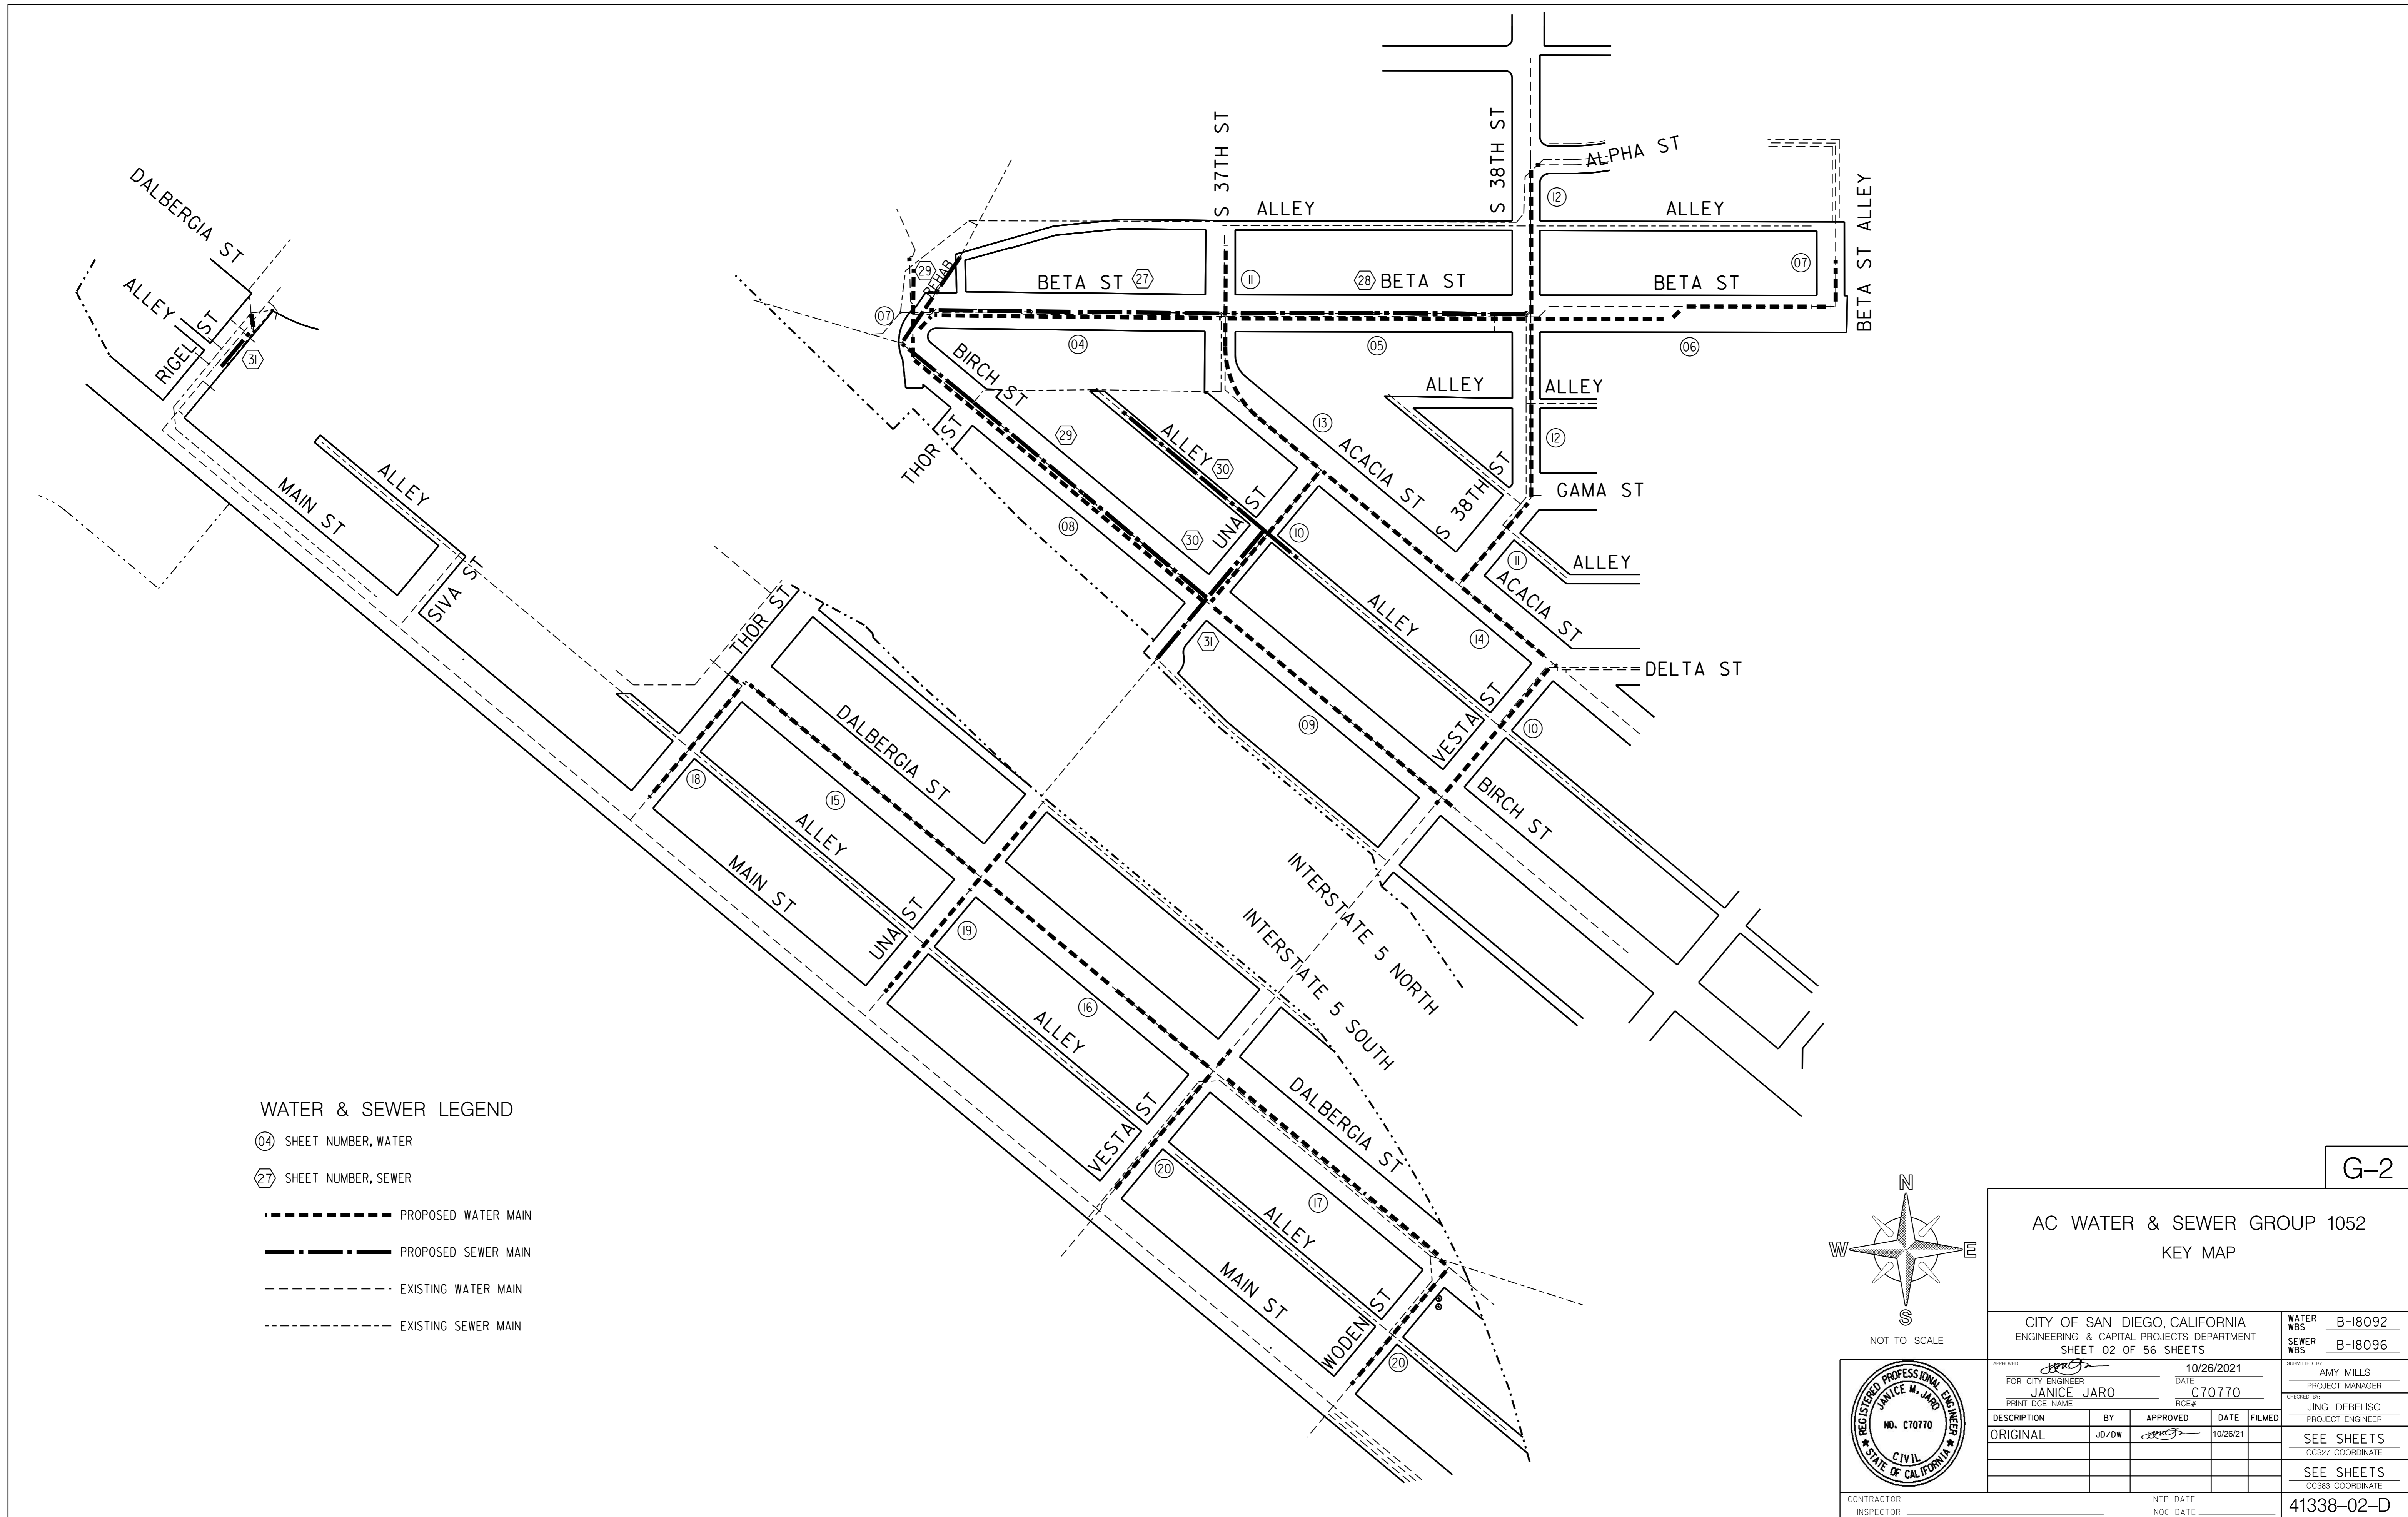 S 37TH ST
S 38TH ST
ALPHA ST
12
ALLEY
ALLEY
BETA ST ALLEY
DALBERGIA ST
ALLEY
RIGEL ST
31
29
REHAB
BETA ST
27
11
28
BETA ST
BETA ST
07
07
04
05
06
BIRCH ST
ALLEY
ALLEY
THOR ST
29
ALLEY
30
13
ACACIA ST
S 38TH ST
12
GAMA ST
MAIN ST
ALLEY
08
30
UNA ST
10
11
ALLEY
ACACIA ST
SIVA ST
THOR ST
31
ALLEY
14
DELTA ST
09
VESTA ST
10
BIRCH ST
18
15
DALBERGIA ST
ALLEY
MAIN ST
UNA ST
19
INTERSTATE 5 NORTH
INTERSTATE 5 SOUTH
16
ALLEY
VESTA ST
20
DALBERGIA ST
17
ALLEY
MAIN ST
WODEN ST
20
WATER & SEWER LEGEND
04 SHEET NUMBER, WATER
27 SHEET NUMBER, SEWER
PROPOSED WATER MAIN
PROPOSED SEWER MAIN
EXISTING WATER MAIN
EXISTING SEWER MAIN
N
W E
S
NOT TO SCALE
G-2
AC WATER & SEWER GROUP 1052
KEY MAP
CITY OF SAN DIEGO, CALIFORNIA
ENGINEERING & CAPITAL PROJECTS DEPARTMENT
SHEET 02 OF 56 SHEETS
WATER WBS B-18092
SEWER WBS B-18096
APPROVED: 10/26/2021
FOR CITY ENGINEER DATE
JANICE JARO C70770
PRINT DCE NAME RCE#
SUBMITTED BY:
AMY MILLS
PROJECT MANAGER
CHECKED BY:
JING DEBELISO
PROJECT ENGINEER
DESCRIPTION BY APPROVED DATE FILMED
ORIGINAL JD/DW 10/26/21
SEE SHEETS
CCS27 COORDINATE
SEE SHEETS
CCS83 COORDINATE
REGISTERED PROFESSIONAL ENGINEER
JANICE M. JARO
NO. C70770
CIVIL
STATE OF CALIFORNIA
CONTRACTOR NTP DATE
INSPECTOR NOC DATE
41338-02-D